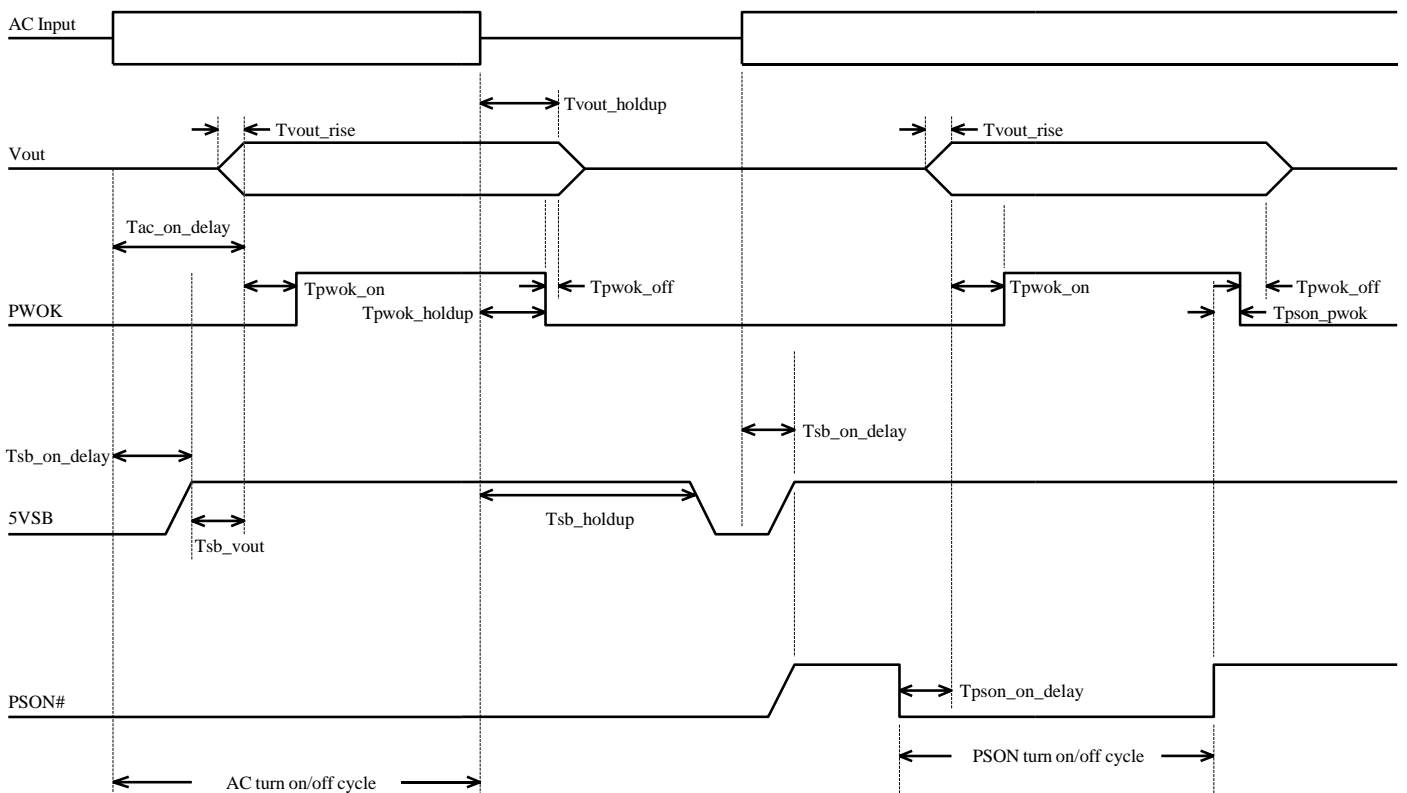 AC Input
Tvout_holdup
Tvout_rise
Tvout_rise
Vout
Tac_on_delay
Tpwok_on
Tpwok_off
Tpwok_on
Tpwok_off
PWOK
Tpwok_holdup
Tpson_pwok
Tsb_on_delay
Tsb_on_delay
5VSB
Tsb_holdup
Tsb_vout
PSON#
Tpson_on_delay
AC turn on/off cycle
PSON turn on/off cycle